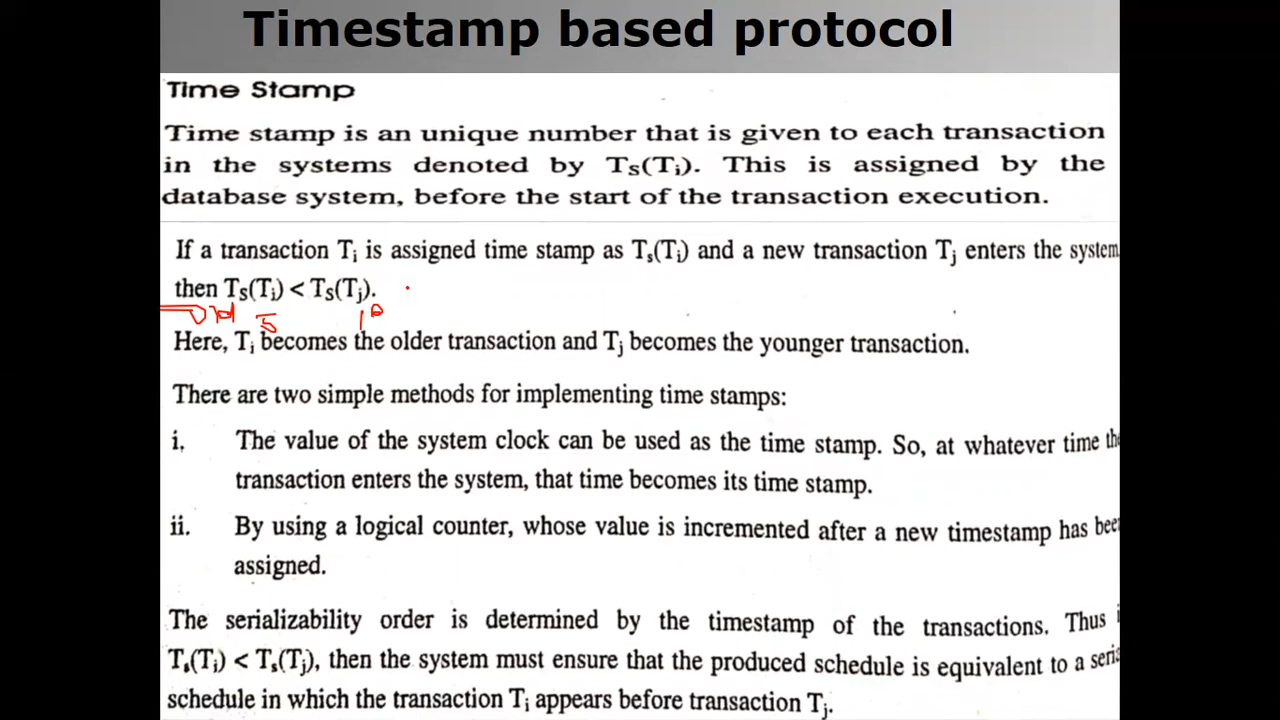 Timestamp based protocol
Time Stamp
Time stamp is an unique number that is given to each transaction
in the systems denoted by Ts(Ti). This is assigned by the
database system, before the start of the transaction execution.
If a transaction Ti is assigned time stamp as Ts(Ti) and a new transaction Tj enters the system
then Ts(Ti) < Ts(Tj).
5 10
Here, Ti becomes the older transaction and Tj becomes the younger transaction.
There are two simple methods for implementing time stamps:
i. The value of the system clock can be used as the time stamp. So, at whatever time the
transaction enters the system, that time becomes its time stamp.
ii. By using a logical counter, whose value is incremented after a new timestamp has been
assigned.
The serializability order is determined by the timestamp of the transactions. Thus
Ts(Ti) < Ts(Tj), then the system must ensure that the produced schedule is equivalent to a
schedule in which the transaction Ti appears before transaction Tj.